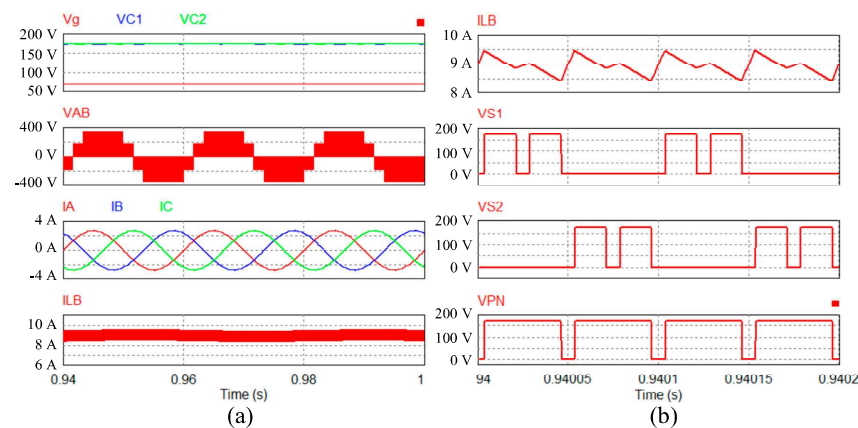 Vg VC1 VC2
200 V
150 V
100 V
50 V
VAB
400 V
0 V
-400 V
IA IB IC
4 A
0 A
-4 A
ILB
10 A
8 A
6 A
0.94 0.96 0.98 1
Time (s)
(a)
ILB
10 A
9 A
8 A
VS1
200 V
100 V
0 V
VS2
200 V
100 V
0 V
VPN
200 V
100 V
0 V
94 0.94005 0.9401 0.94015 0.9402
Time (s)
(b)